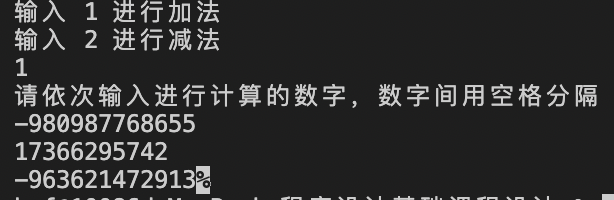 输入 1 进行加法
输入 2 进行减法
1
请依次输入进行计算的数字, 数字间用空格分隔
-980987768655
17366295742
-963621472913%